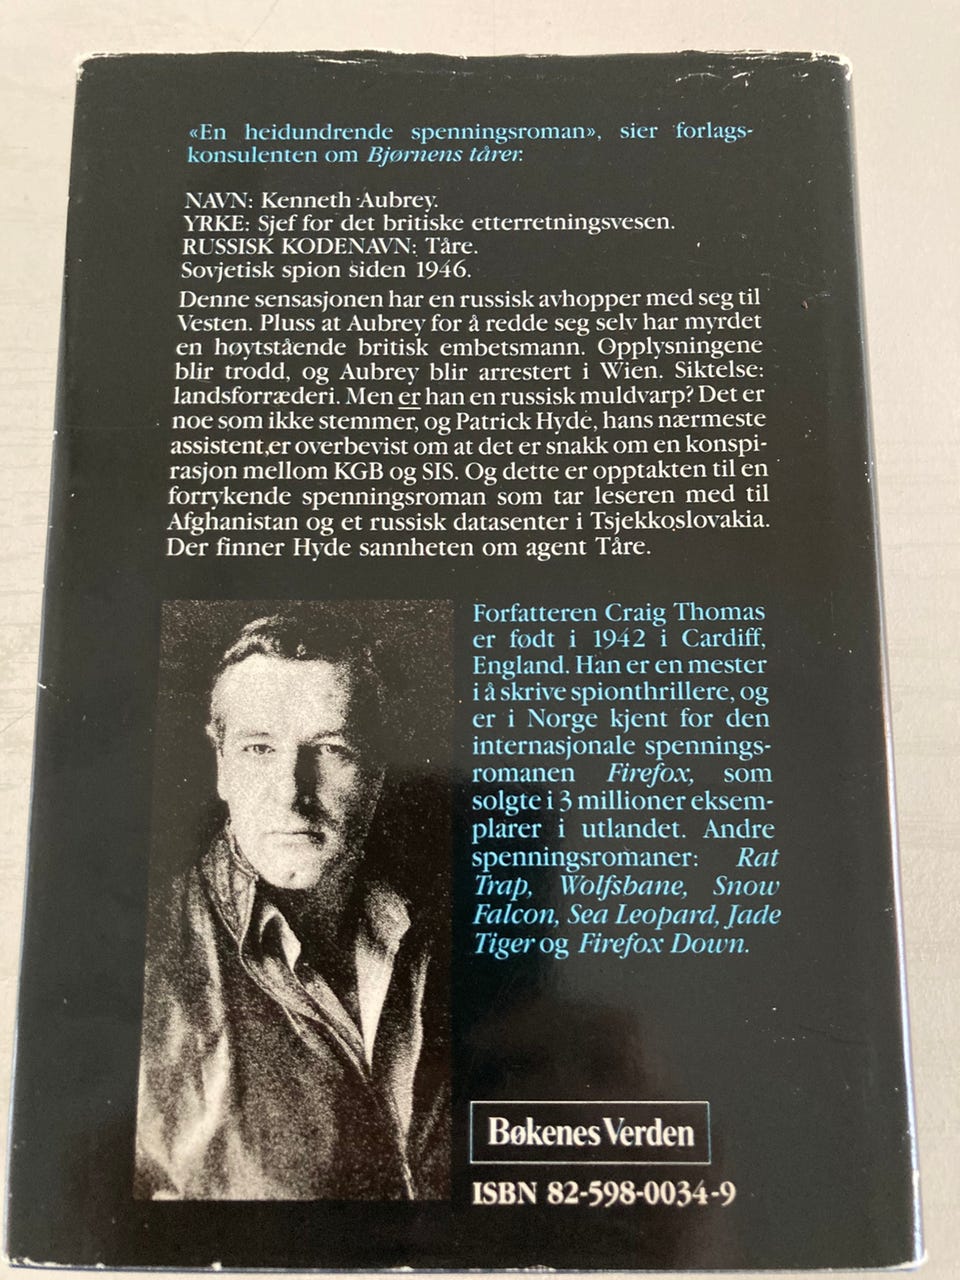 «En heidundrende spenningsroman», sier forlags-
konsulenten om Bjørnens tårer.
NAVN: Kenneth Aubrey.
YRKE: Sjef for det britiske etterretningsvesen.
RUSSISK KODENAVN: Tåre.
Sovjetisk spion siden 1946.
Denne sensasjonen har en russisk avhopper med seg til
Vesten. Pluss at Aubrey for å redde seg selv har myrdet
en høytstående britisk embetsmann. Opplysningene
blir trodd, og Aubrey blir arrestert i Wien. Siktelse:
landsforræderi. Men er han en russisk muldvarp? Det er
noe som ikke stemmer, og Patrick Hyde, hans nærmeste
assistent,er overbevist om at det er snakk om en konspi-
rasjon mellom KGB og SIS. Og dette er opptakten til en
forrykende spenningsroman som tar leseren med til
Afghanistan og et russisk datasenter i Tsjekkoslovakia.
Der finner Hyde sannheten om agent Tåre.
Forfatteren Craig Thomas
er født i 1942 i Cardiff,
England. Han er en mester
i å skrive spionthrillere, og
er i Norge kjent for den
internasjonale spennings-
romanen Firefox, som
solgte i 3 millioner eksem-
plarer i utlandet. Andre
spenningsromaner: Rat
Trap, Wolfsbane, Snow
Falcon, Sea Leopard, Jade
Tiger og Firefox Down.
Bøkenes Verden
ISBN 82-598-0034-9